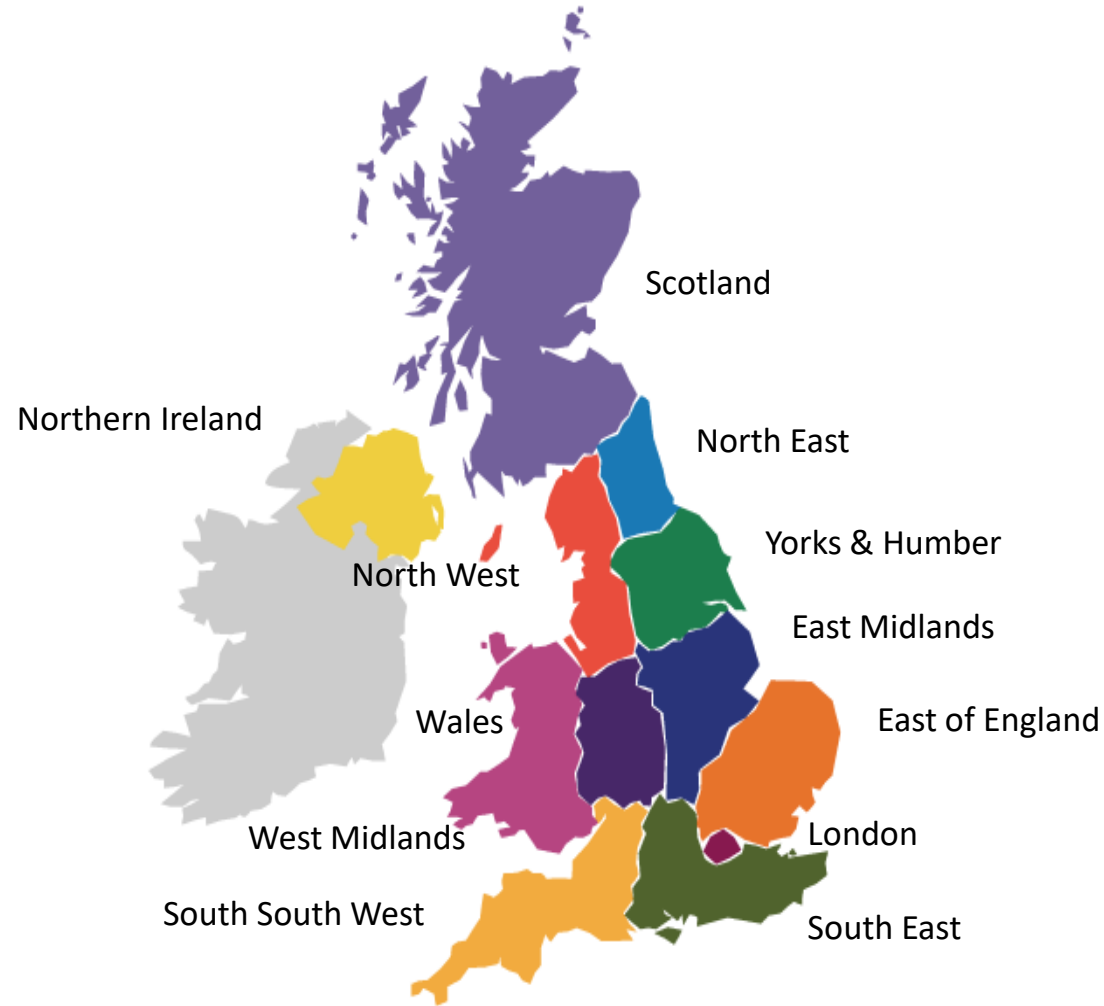 Scotland
Northern Ireland
North East
Yorks & Humber
North West
East Midlands
Wales
East of England
West Midlands
London
South South West
South East